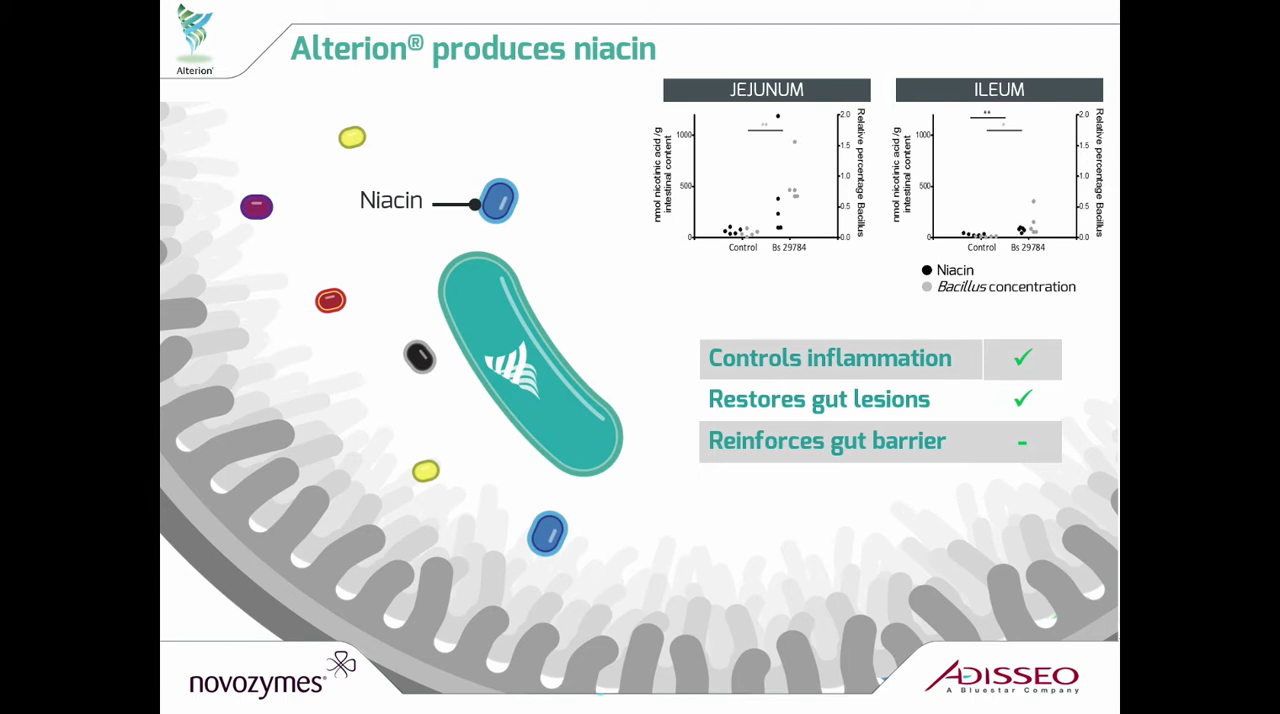 Alterion®
Alterion® produces niacin
JEJUNUM
nmol nicotinic acid /g
intestinal content
1000
500
0
**
2.0
1.5
1.0
0.5
0.0
Relative percentage Bacillus
Control
Bs 29784
ILEUM
nmol nicotinic acid /g
intestinal content
1000
500
0
**
*
2.0
1.5
1.0
0.5
0.0
Relative percentage Bacillus
Control
Bs 29784
Niacin
Bacillus concentration
Niacin
Controls inflammation ✓
Restores gut lesions ✓
Reinforces gut barrier -
novozymes®
ADISSEO
A Bluestar Company